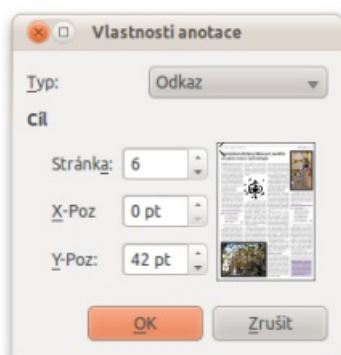 Vlastnosti anotace
Typ: Odkaz
Cíl
Stránka: 6
X-Poz 0 pt
Y-Poz: 42 pt
OK Zrušit